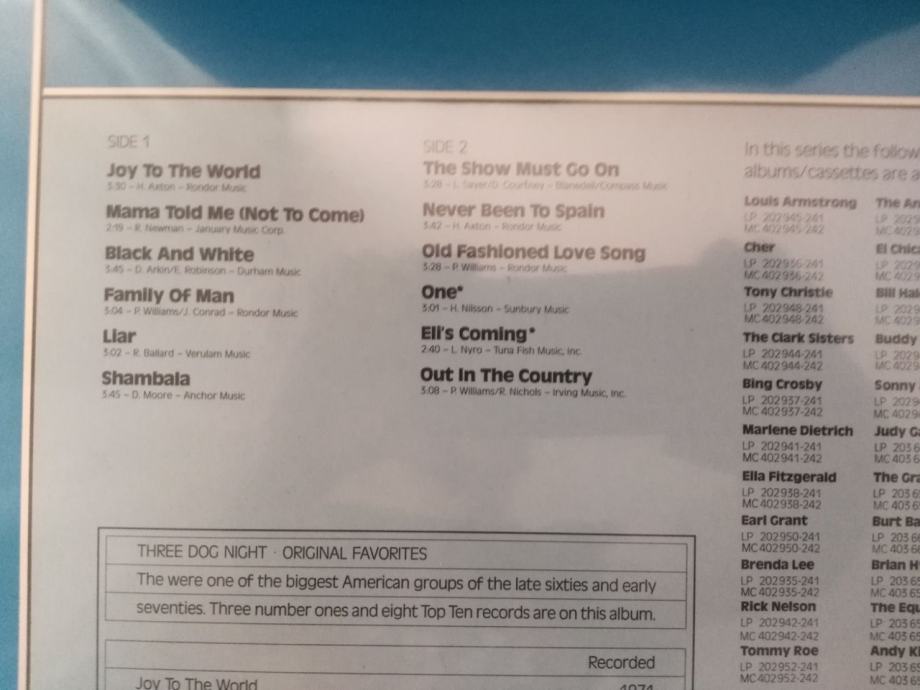 SIDE 1
Joy To The World
3:30 – H. Axton – Rondor Music
Mama Told Me (Not To Come)
2:19 – R. Newman – January Music Corp.
Black And White
3:45 – D. Arkin/E. Robinson – Durham Music
Family Of Man
3:04 – P. Williams/J. Conrad – Rondor Music
Liar
3:02 – R. Ballard – Verulam Music
Shambala
3:45 – D. Moore – Anchor Music
SIDE 2
The Show Must Go On
3:28 – L. Sayer/D. Courtney – Blandell/Compass Music
Never Been To Spain
3:42 – H. Axton – Rondor Music
Old Fashioned Love Song
3:28 – P. Williams – Rondor Music
One*
3:01 – H. Nilsson – Sunbury Music
Eli's Coming*
2:40 – L. Nyro – Tuna Fish Music, Inc.
Out In The Country
3:08 – P. Williams/R. Nichols – Irving Music, Inc.
THREE DOG NIGHT · ORIGINAL FAVORITES
The were one of the biggest American groups of the late sixties and early
seventies. Three number ones and eight Top Ten records are on this album.
Recorded
Joy To The World
In this series the follow
albums/cassettes are a
Louis Armstrong
LP 202945-241
MC 402945-242
Cher
LP 202936-241
MC 402936-242
Tony Christie
LP 202948-241
MC 402948-242
The Clark Sisters
LP 202944-241
MC 402944-242
Bing Crosby
LP 202937-241
MC 402937-242
Marlene Dietrich
LP 202941-241
MC 402941-242
Ella Fitzgerald
LP 202938-241
MC 402938-242
Earl Grant
LP 202950-241
MC 402950-242
Brenda Lee
LP 202935-241
MC 402935-242
Rick Nelson
LP 202942-241
MC 402942-242
Tommy Roe
LP 202952-241
MC 402952-242
The
El
Bill
Buddy
Sonny
Judy
The
Burt
Brian
The
Andy